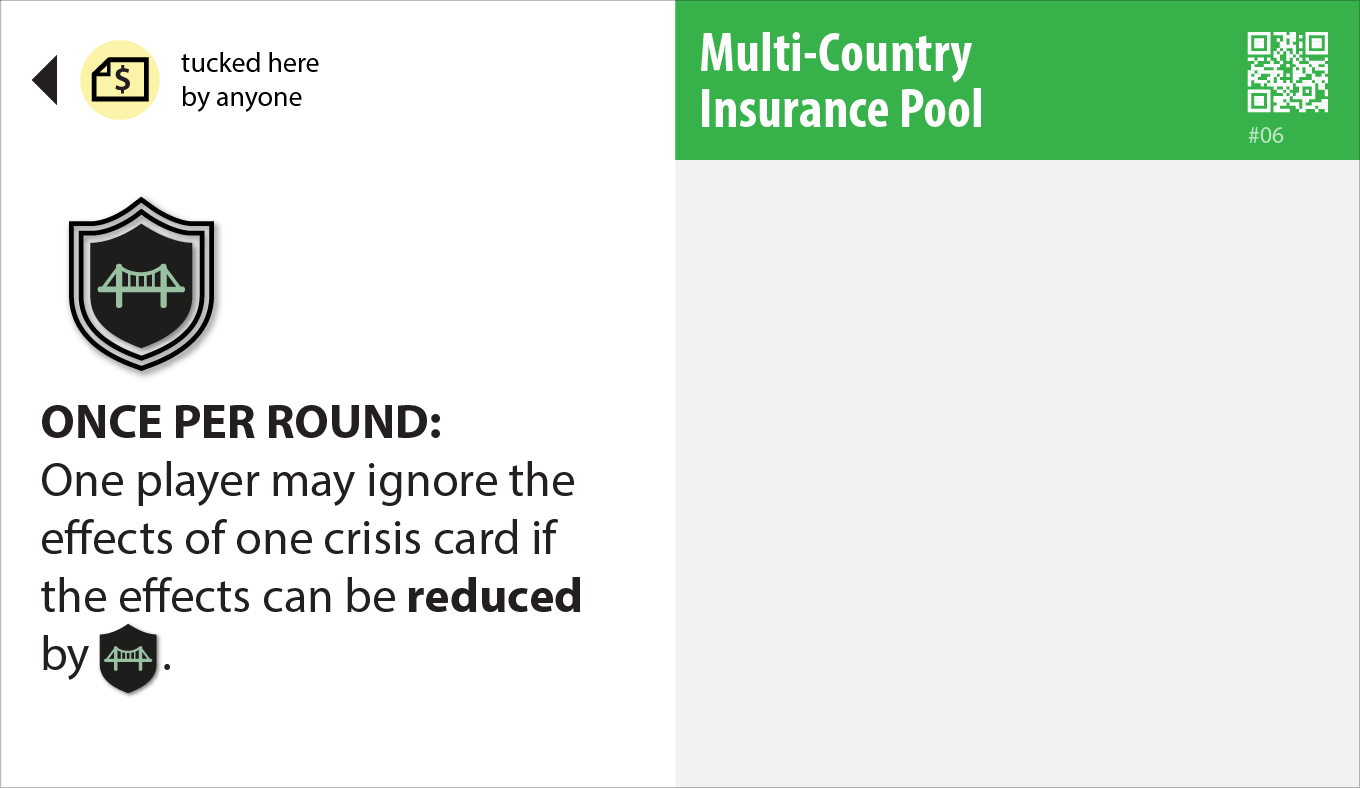 $
tucked here
by anyone
ONCE PER ROUND:
One player may ignore the
effects of one crisis card if
the effects can be reduced
by .
Multi-Country
Insurance Pool
#06